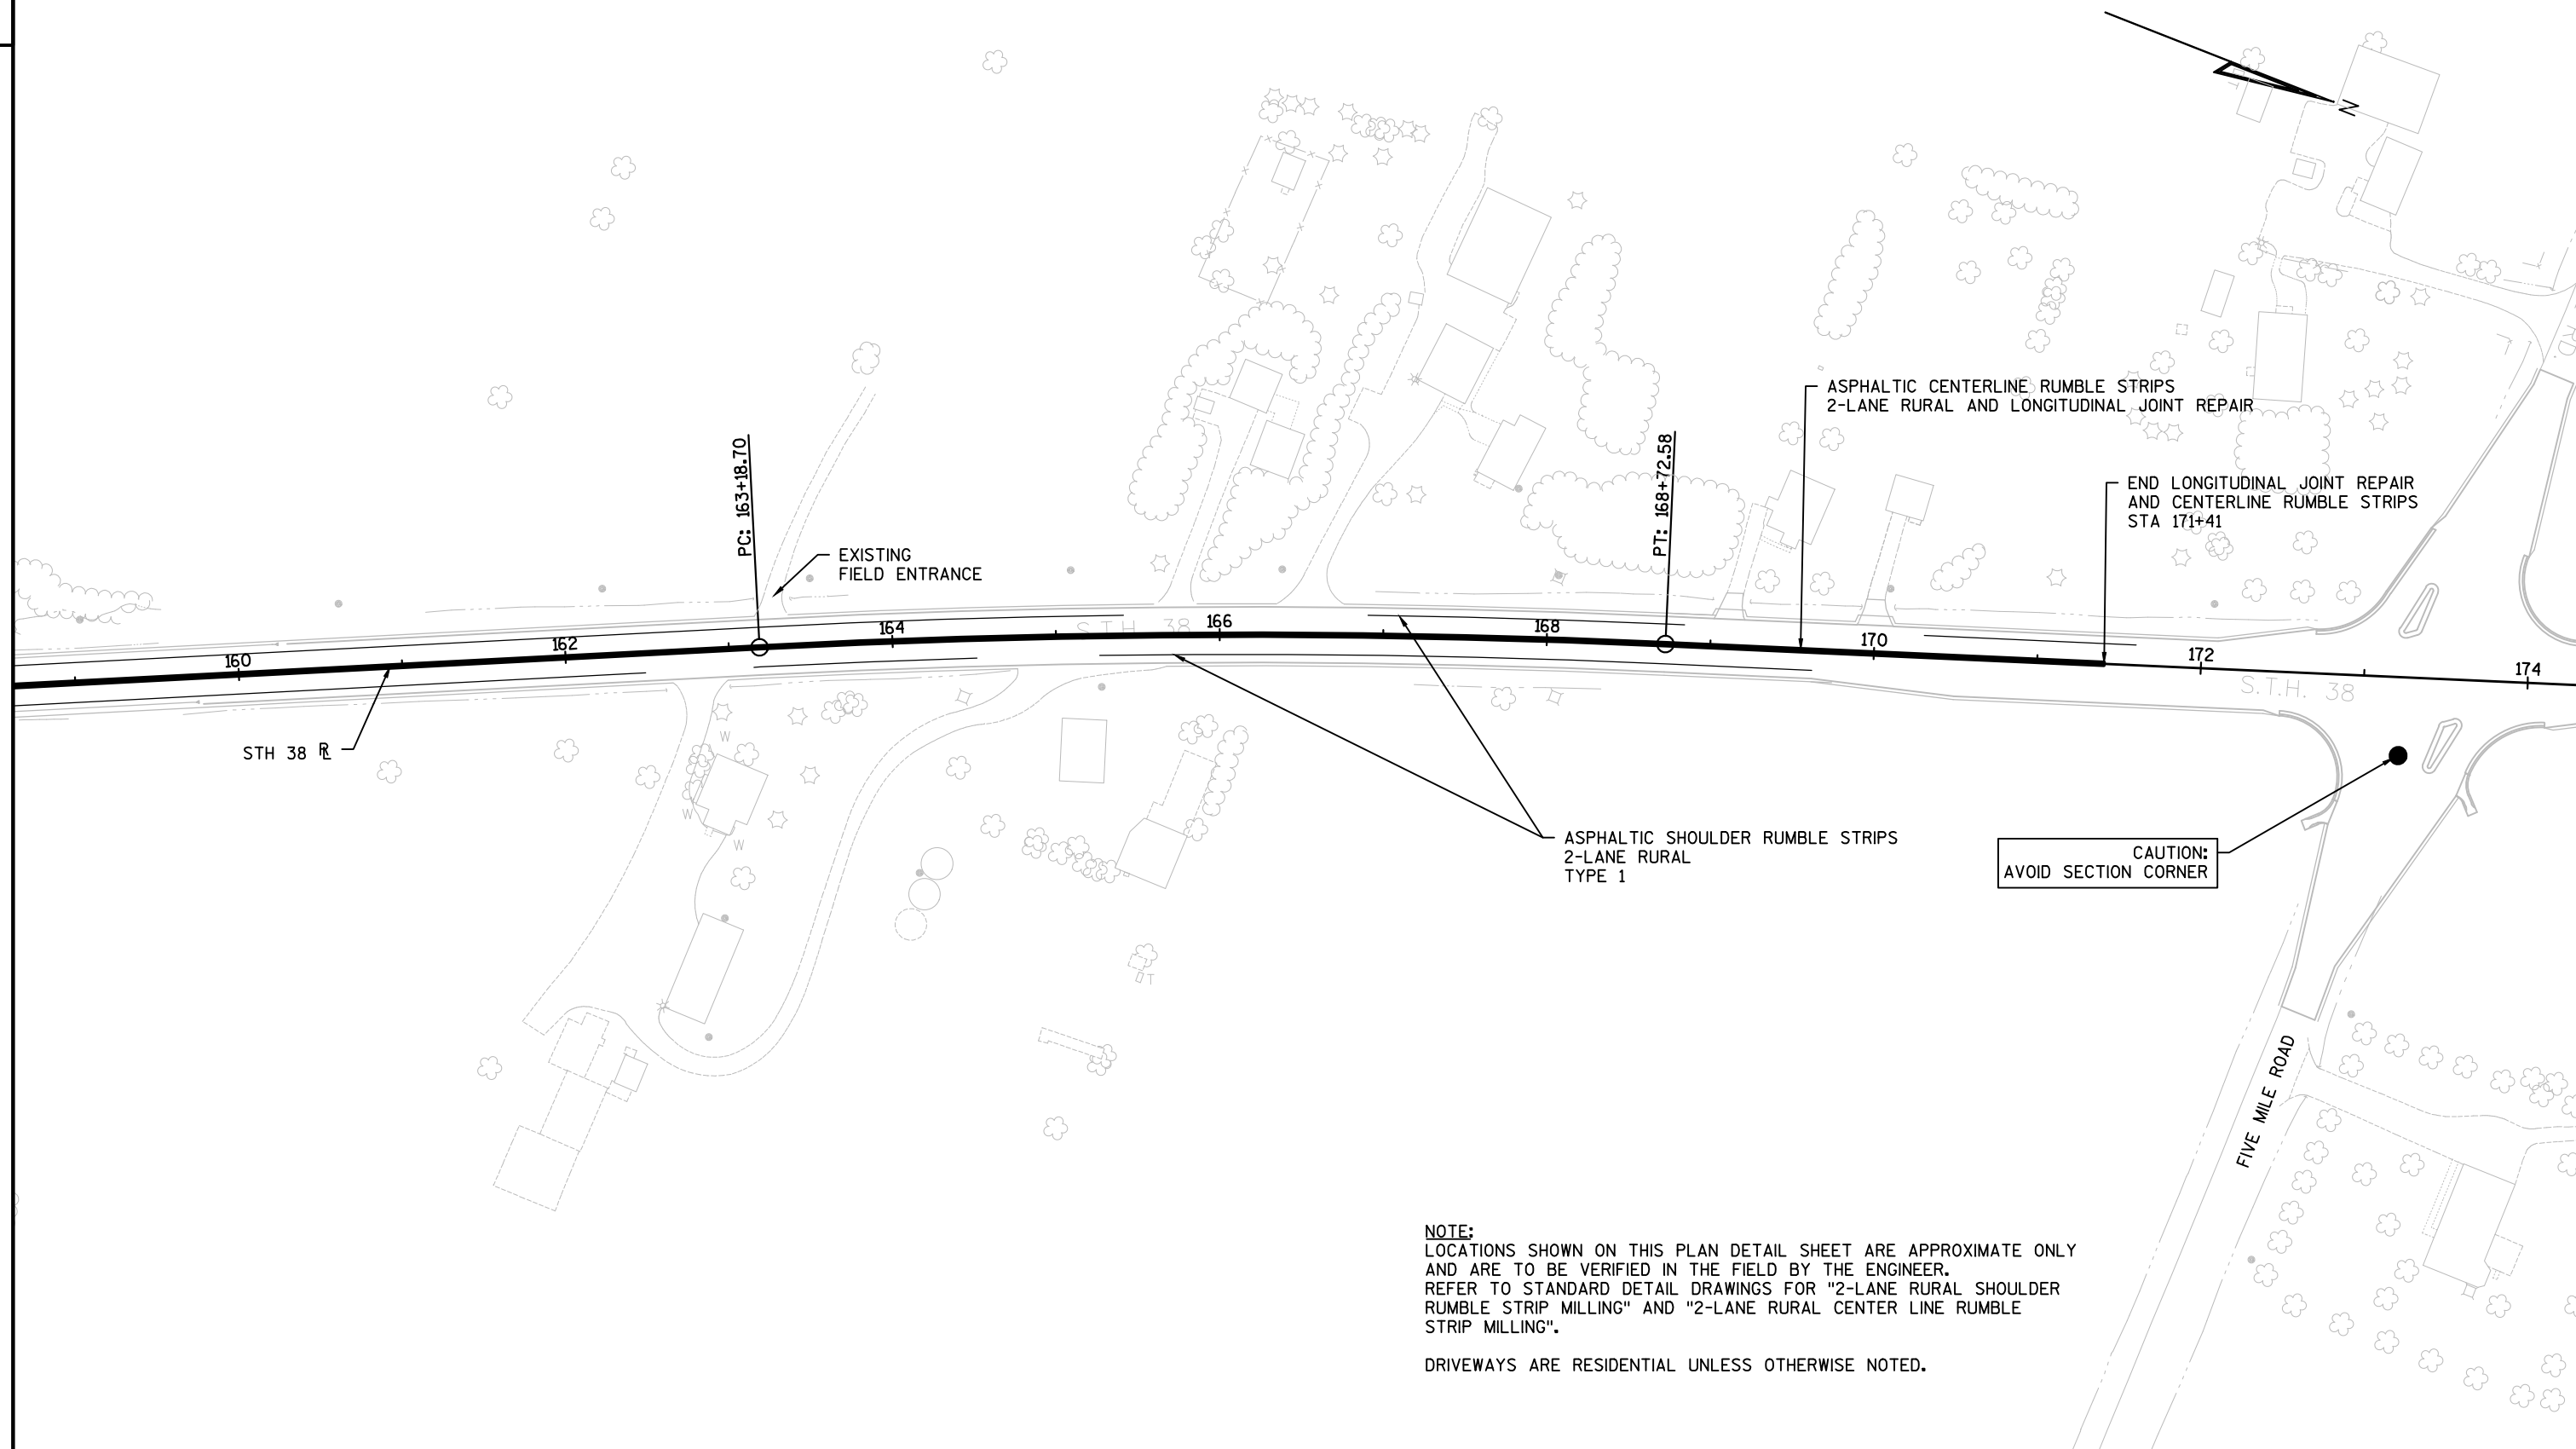 N
ASPHALTIC CENTERLINE RUMBLE STRIPS
2-LANE RURAL AND LONGITUDINAL JOINT REPAIR
PC: 163+18.70
PT: 168+72.58
END LONGITUDINAL JOINT REPAIR
AND CENTERLINE RUMBLE STRIPS
STA 171+41
EXISTING
FIELD ENTRANCE
160
162
164
166
168
170
172
174
S.T.H. 38
S.T.H. 38
STH 38 RL
W
W
W
ASPHALTIC SHOULDER RUMBLE STRIPS
2-LANE RURAL
TYPE 1
CAUTION:
AVOID SECTION CORNER
T
FIVE MILE ROAD
NOTE:
LOCATIONS SHOWN ON THIS PLAN DETAIL SHEET ARE APPROXIMATE ONLY
AND ARE TO BE VERIFIED IN THE FIELD BY THE ENGINEER.
REFER TO STANDARD DETAIL DRAWINGS FOR "2-LANE RURAL SHOULDER
RUMBLE STRIP MILLING" AND "2-LANE RURAL CENTER LINE RUMBLE
STRIP MILLING".
DRIVEWAYS ARE RESIDENTIAL UNLESS OTHERWISE NOTED.